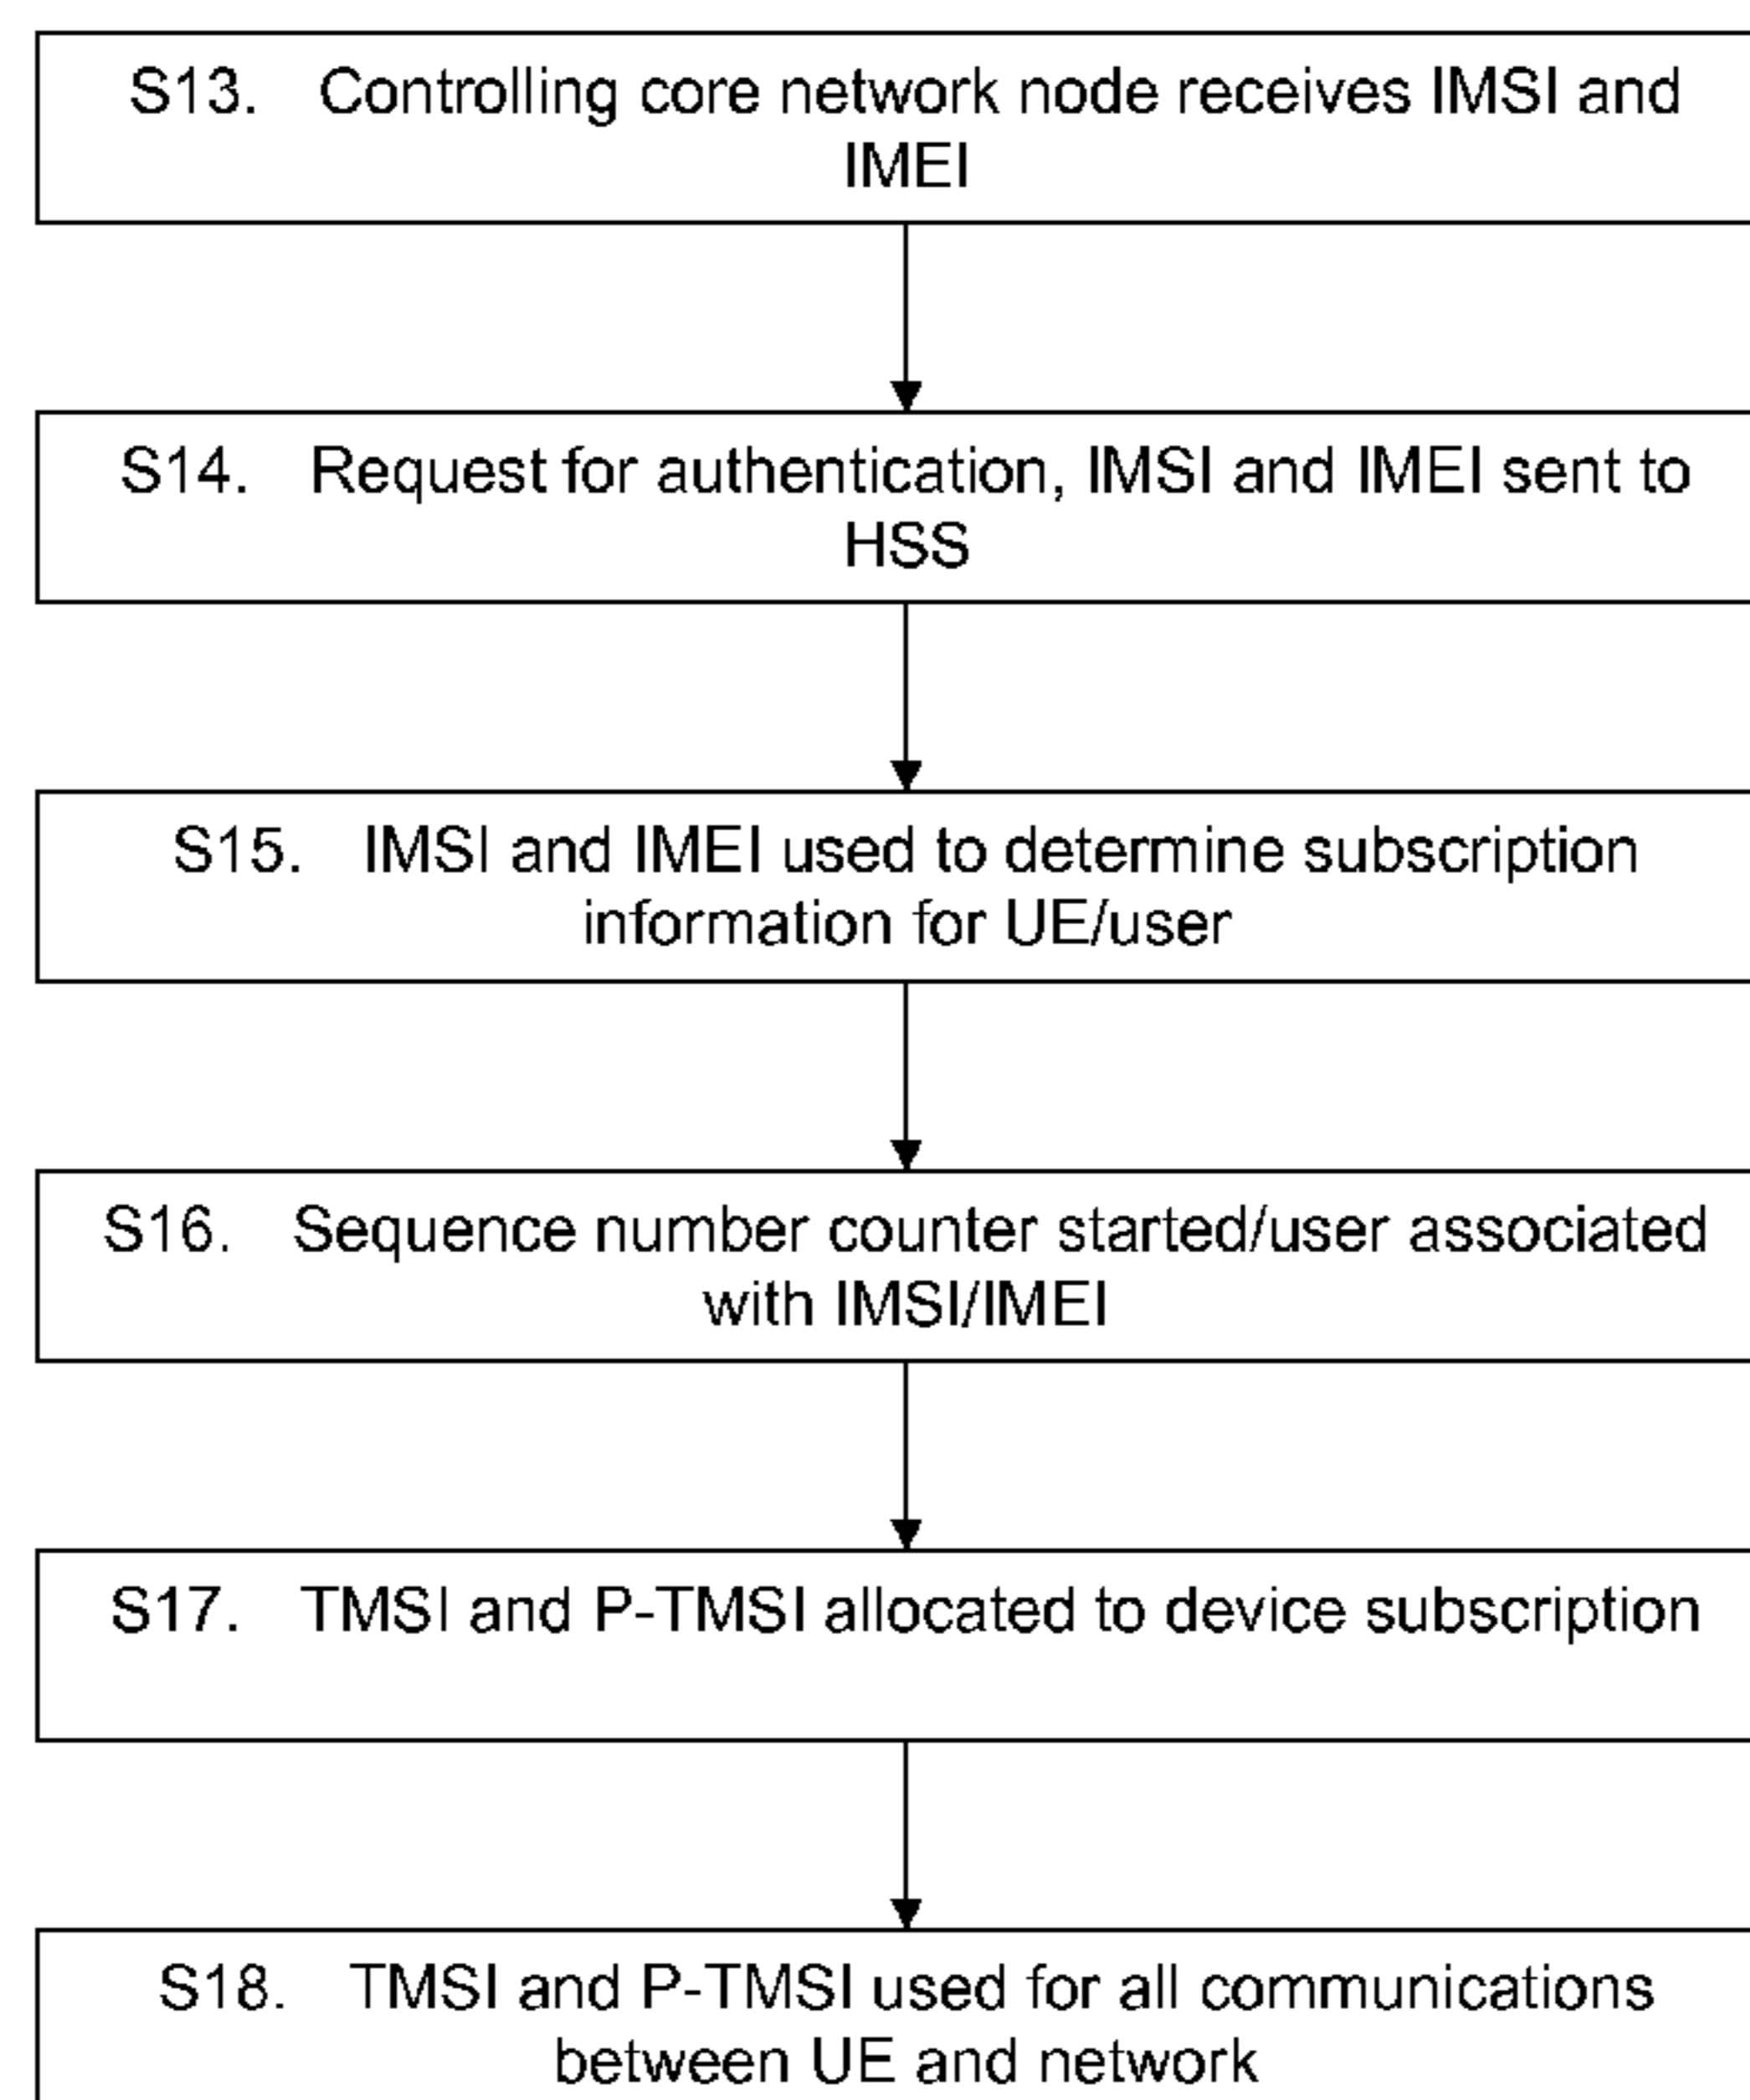 S13. Controlling core network node receives IMSI and
IMEI
S14. Request for authentication, IMSI and IMEI sent to
HSS
S15. IMSI and IMEI used to determine subscription
information for UE/user
S16. Sequence number counter started/user associated
with IMSI/IMEI
S17. TMSI and P-TMSI allocated to device subscription
S18. TMSI and P-TMSI used for all communications
between UE and network